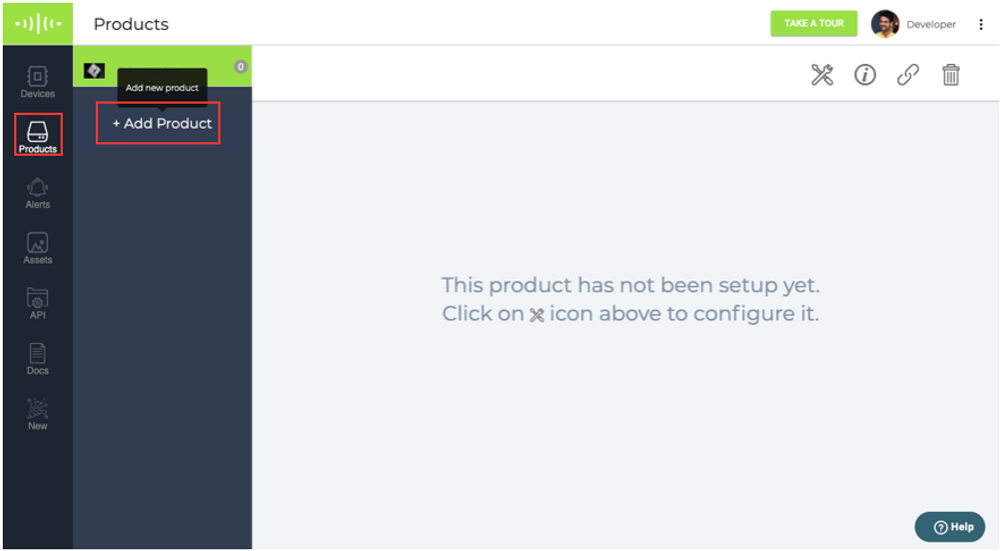 Products
TAKE A TOUR
Developer
Devices
Products
Alerts
Assets
API
Docs
New
0
Add new product
+ Add Product
This product has not been setup yet.
Click on icon above to configure it.
Help